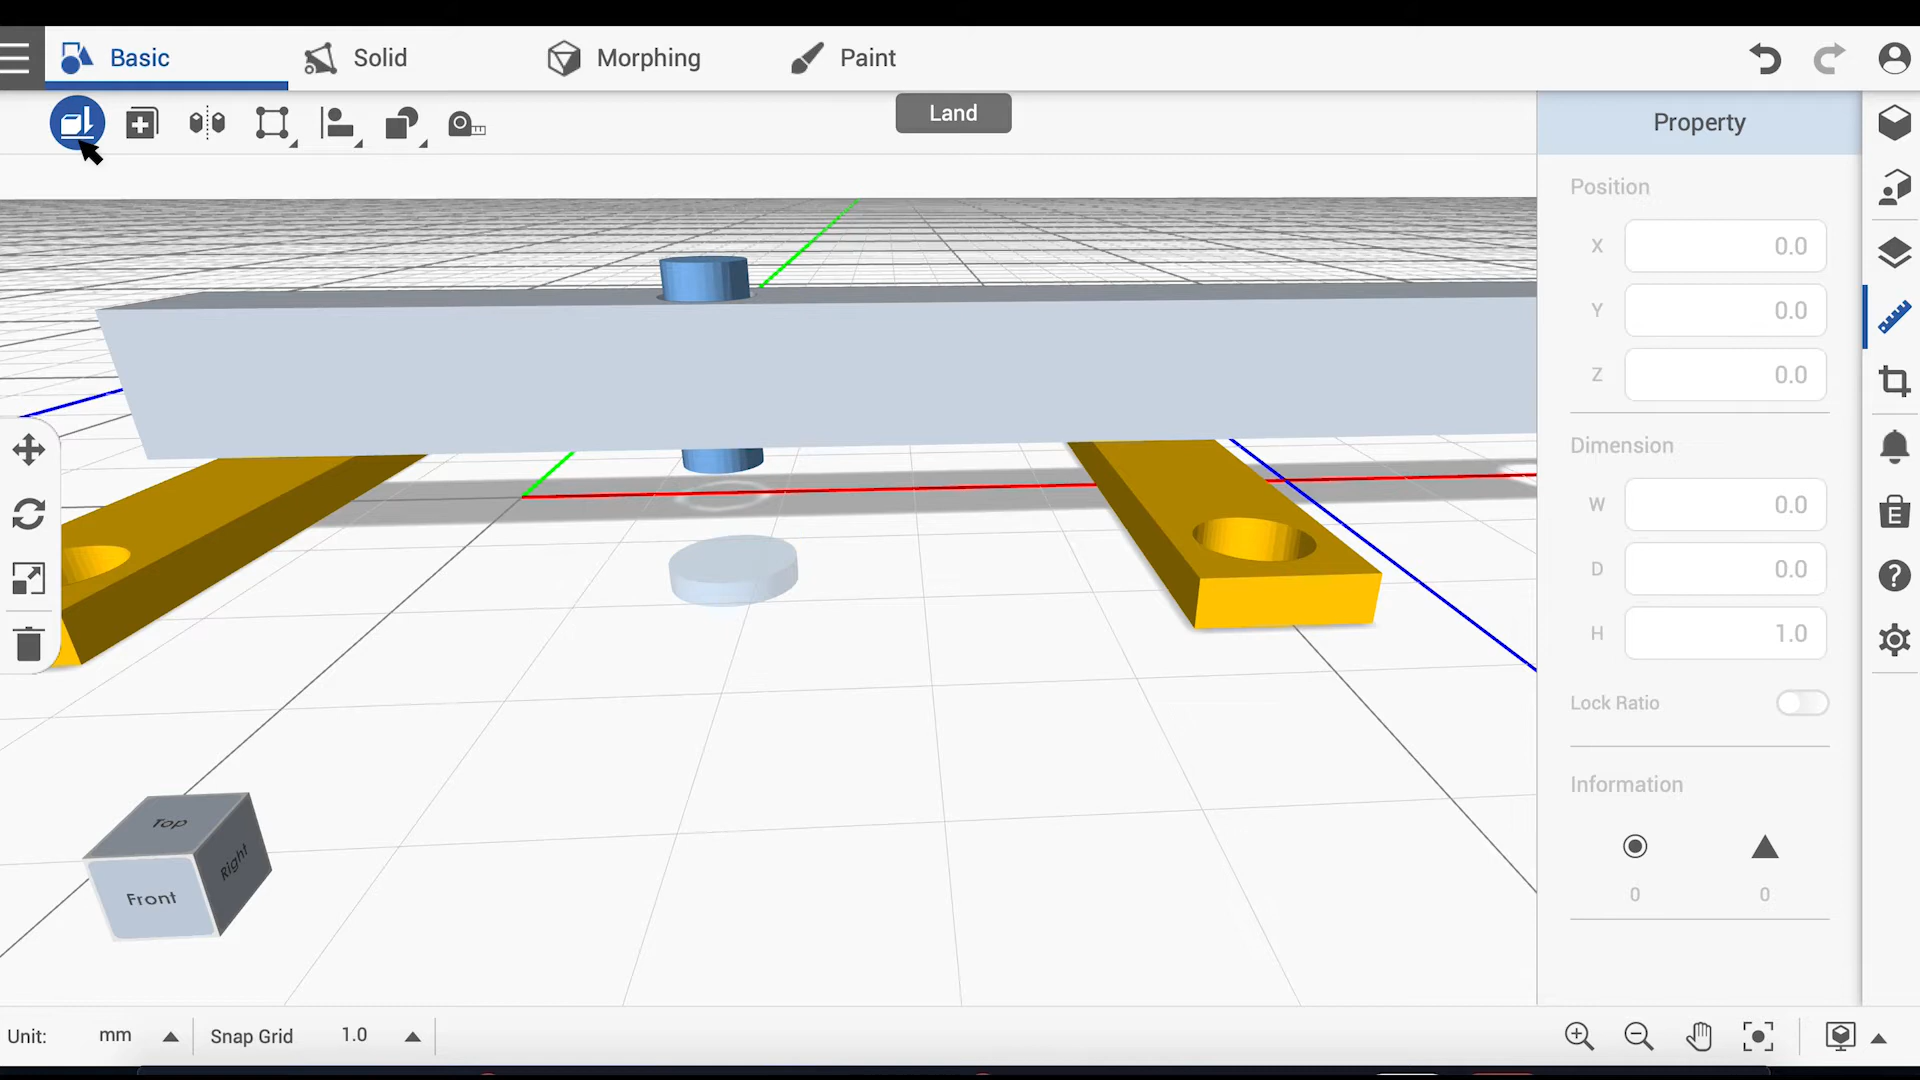 Basic
Solid
Morphing
Paint
Land
Property
Position
X 0.0
Y 0.0
Z 0.0
Dimension
W 0.0
D 0.0
H 1.0
Lock Ratio
Information
0 0
Top
Front
Right
Unit: mm Snap Grid 1.0